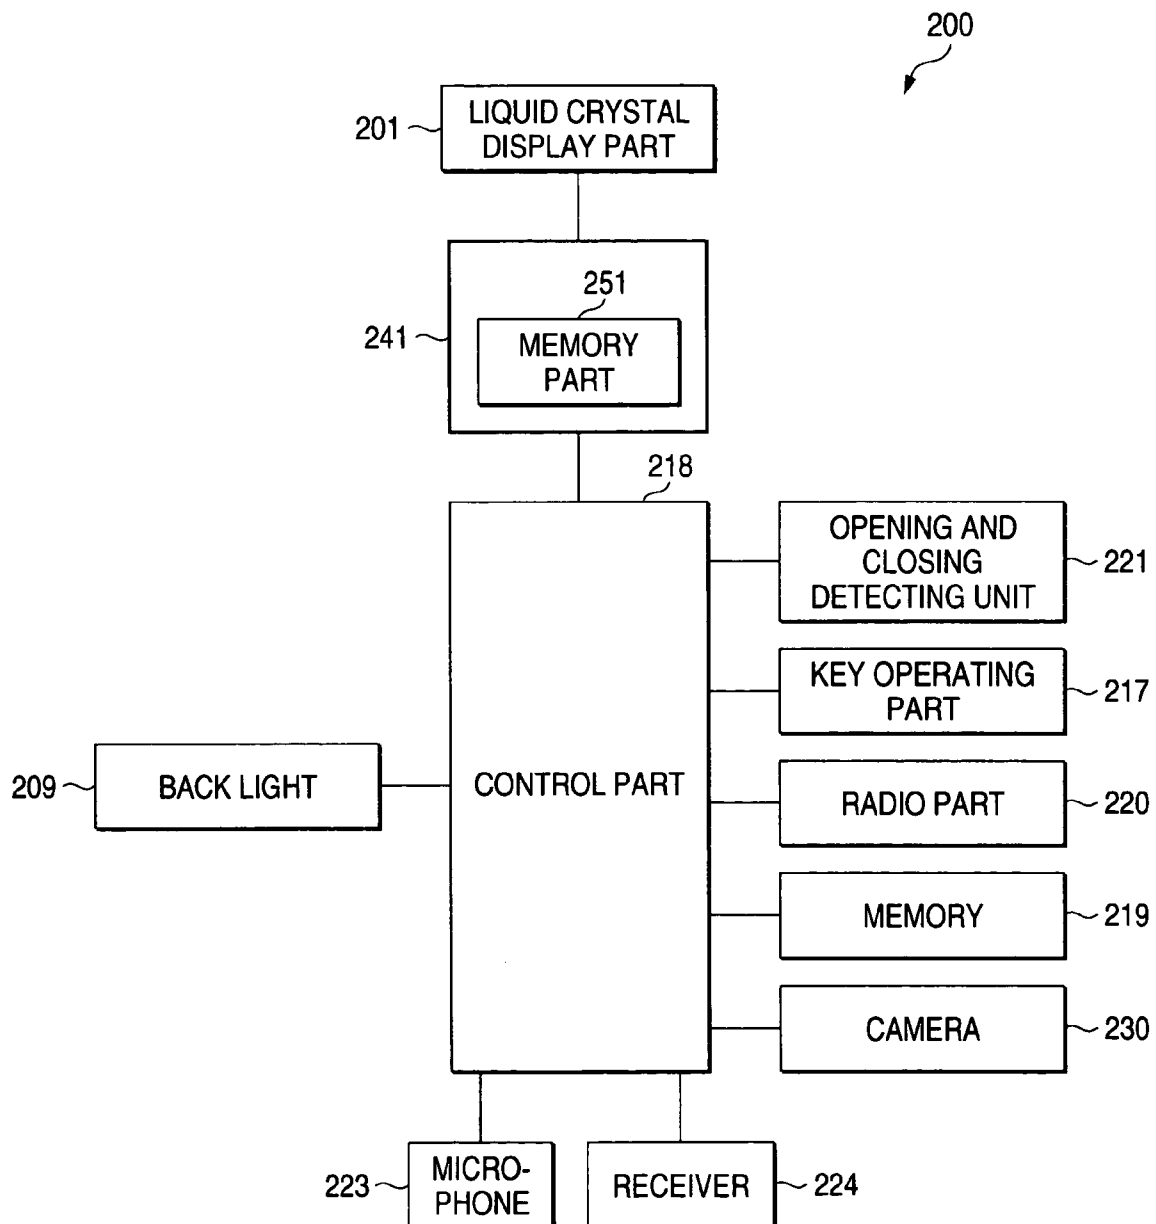 200
LIQUID CRYSTAL
DISPLAY PART
201
251
241
MEMORY
PART
218
OPENING AND
CLOSING
DETECTING UNIT
221
KEY OPERATING
PART
217
209
BACK LIGHT
CONTROL PART
RADIO PART
220
MEMORY
219
CAMERA
230
223
MICRO-
PHONE
RECEIVER
224